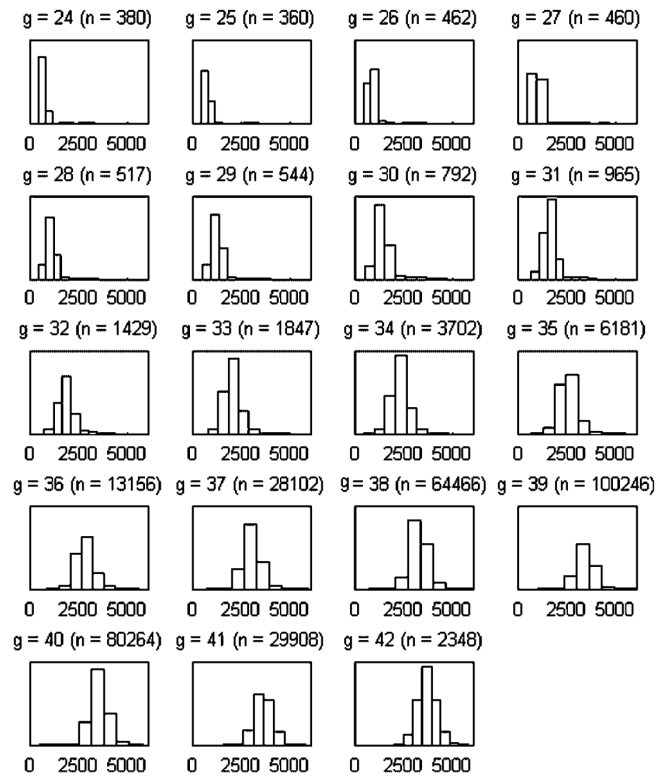 g = 24 (n = 380) g = 25 (n = 360) g = 26 (n = 462) g = 27 (n = 460)
0 2500 5000 0 2500 5000 0 2500 5000 0 2500 5000
g = 28 (n = 517) g = 29 (n = 544) g = 30 (n = 792) g = 31 (n = 965)
0 2500 5000 0 2500 5000 0 2500 5000 0 2500 5000
g = 32 (n = 1429) g = 33 (n = 1847) g = 34 (n = 3702) g = 35 (n = 6181)
0 2500 5000 0 2500 5000 0 2500 5000 0 2500 5000
g = 36 (n = 13156) g = 37 (n = 28102) g = 38 (n = 64466) g = 39 (n = 100246)
0 2500 5000 0 2500 5000 0 2500 5000 0 2500 5000
g = 40 (n = 80264) g = 41 (n = 29908) g = 42 (n = 2348)
0 2500 5000 0 2500 5000 0 2500 5000